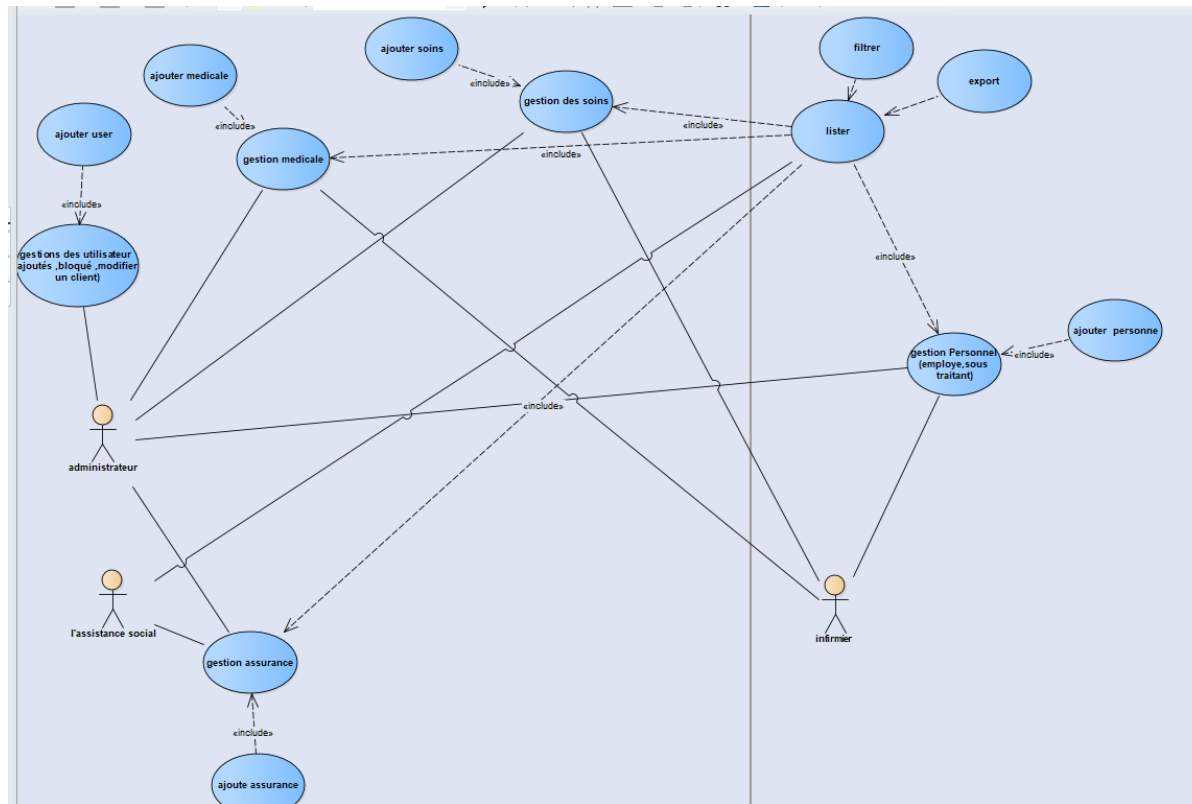 ajouter soins
filtrer
ajouter medicale
export
«include»
gestion des soins
ajouter user
«include»
«include»
lister
gestion medicale
«include»
«include»
gestions des utilisateur
ajoutés ,bloqué ,modifier
un client)
«include»
ajouter personne
gestion Personnel
(employe,sous
traitant)
«include»
«include»
administrateur
l'assistance social
infirmier
gestion assurance
«include»
ajoute assurance